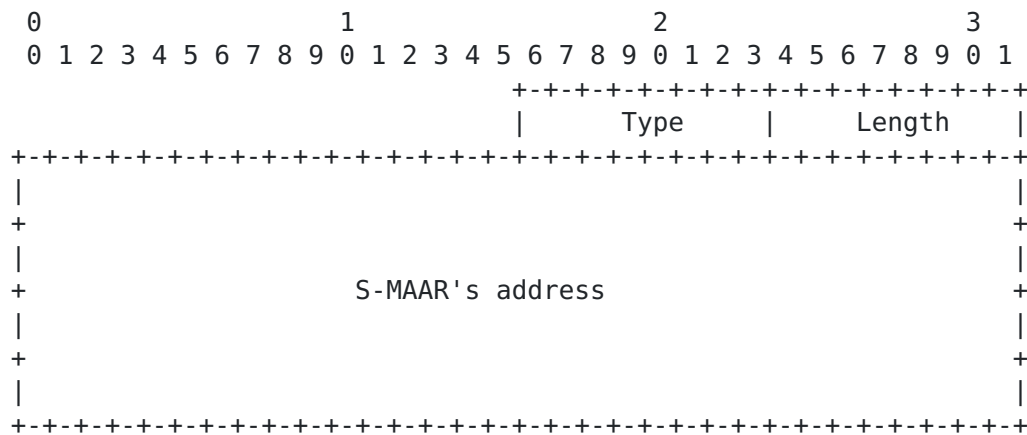 0                   1                   2                   3
 0 1 2 3 4 5 6 7 8 9 0 1 2 3 4 5 6 7 8 9 0 1 2 3 4 5 6 7 8 9 0 1
                                +-+-+-+-+-+-+-+-+-+-+-+-+-+-+-+-+
                                |      Type     |     Length    |
+-+-+-+-+-+-+-+-+-+-+-+-+-+-+-+-+-+-+-+-+-+-+-+-+-+-+-+-+-+-+-+-+
|                                                               |
+                                                               +
|                                                               |
+                     S-MAAR's address                          +
|                                                               |
+                                                               +
|                                                               |
+-+-+-+-+-+-+-+-+-+-+-+-+-+-+-+-+-+-+-+-+-+-+-+-+-+-+-+-+-+-+-+-+